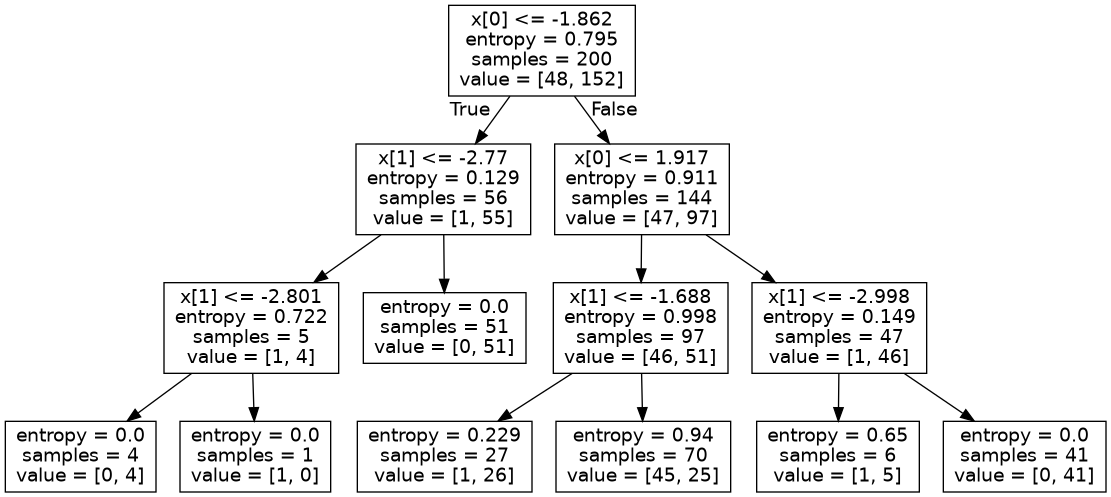 x[0] <= -1.862
entropy = 0.795
samples = 200
value = [48, 152]
True
False
x[1] <= -2.77
entropy = 0.129
samples = 56
value = [1, 55]
x[0] <= 1.917
entropy = 0.911
samples = 144
value = [47, 97]
x[1] <= -2.801
entropy = 0.722
samples = 5
value = [1, 4]
entropy = 0.0
samples = 51
value = [0, 51]
x[1] <= -1.688
entropy = 0.998
samples = 97
value = [46, 51]
x[1] <= -2.998
entropy = 0.149
samples = 47
value = [1, 46]
entropy = 0.0
samples = 4
value = [0, 4]
entropy = 0.0
samples = 1
value = [1, 0]
entropy = 0.229
samples = 27
value = [1, 26]
entropy = 0.94
samples = 70
value = [45, 25]
entropy = 0.65
samples = 6
value = [1, 5]
entropy = 0.0
samples = 41
value = [0, 41]